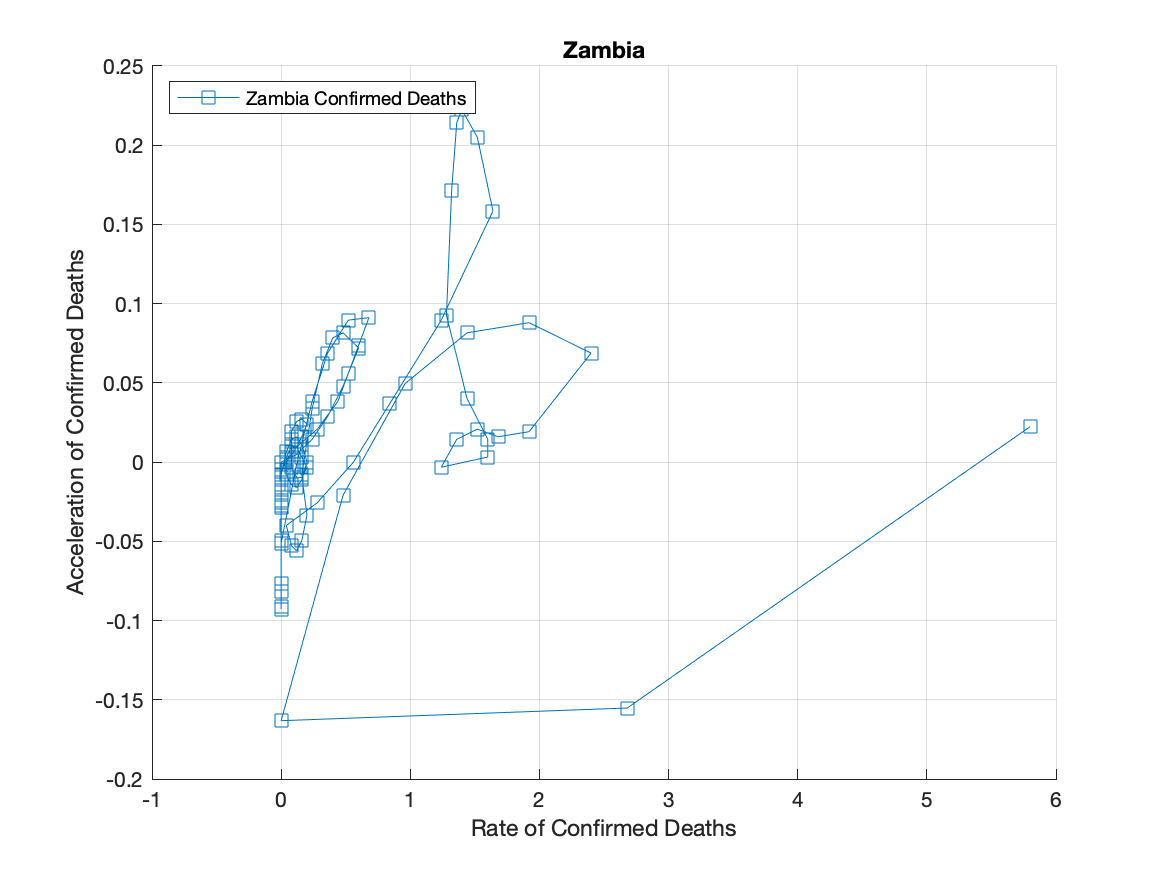 Zambia
0.25
Zambia Confirmed Deaths
0.2
0.15
0.1
0.05
0
-0.05
-0.1
-0.15
-0.2
Acceleration of Confirmed Deaths
-1 0 1 2 3 4 5 6
Rate of Confirmed Deaths